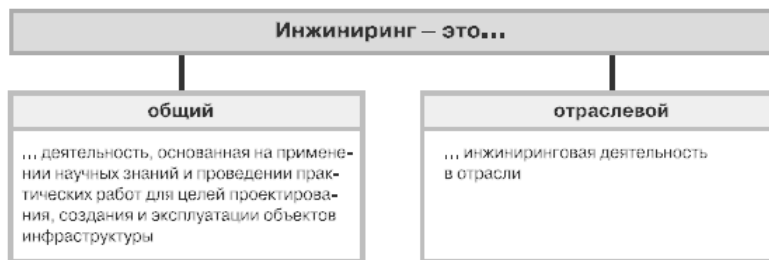 Инжиниринг – это...
общий
... деятельность, основанная на примене-
нии научных знаний и проведении прак-
тических работ для целей проектирова-
ния, создания и эксплуатации объектов
инфраструктуры
отраслевой
... инжиниринговая деятельность
в отрасли